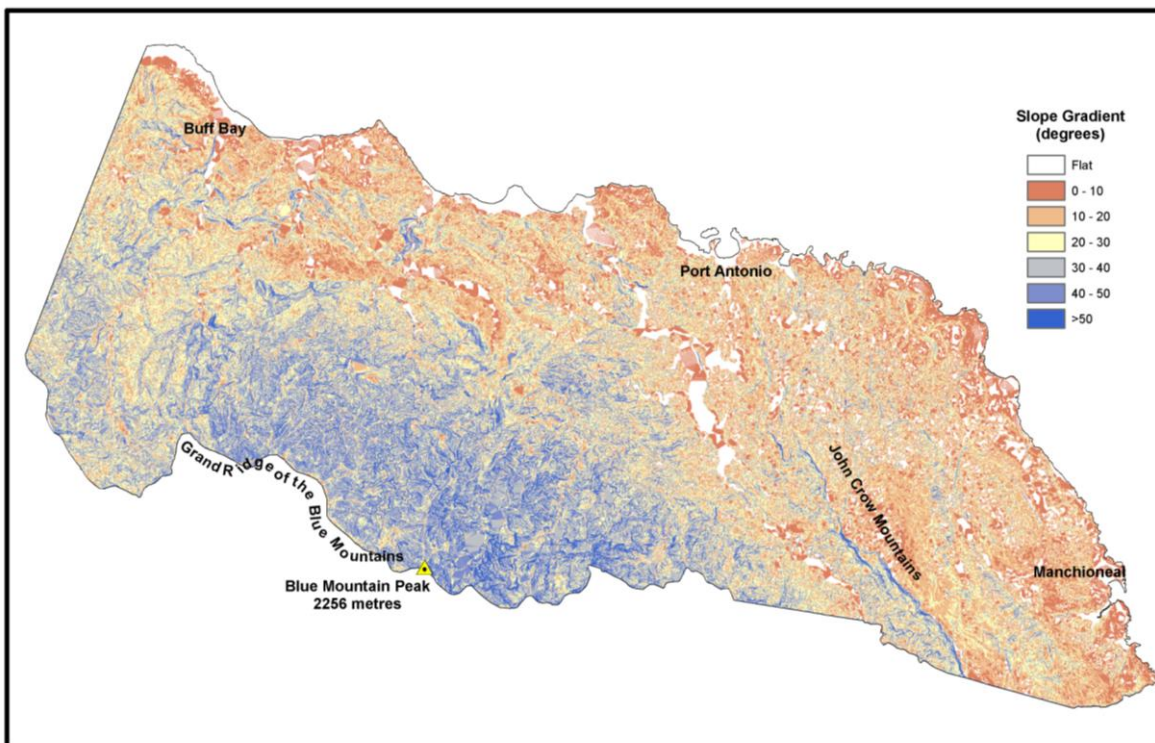 Buff Bay
Port Antonio
John Crow Mountains
Manchioneal
Grand Ridge of the Blue Mountains
Blue Mountain Peak
2256 metres
Slope Gradient
(degrees)
Flat
0 - 10
10 - 20
20 - 30
30 - 40
40 - 50
>50